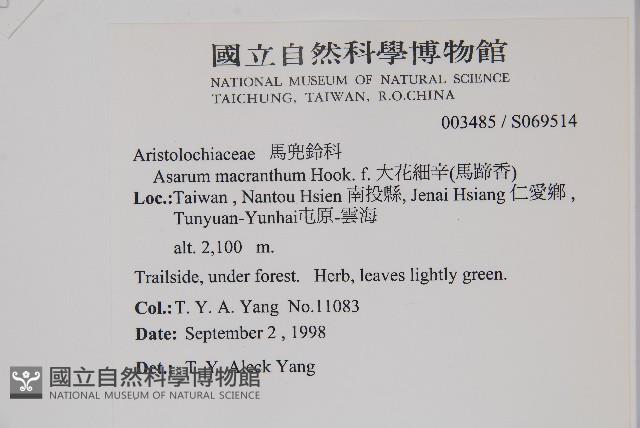 國立自然科學博物館
NATIONAL MUSEUM OF NATURAL SCIENCE
TAICHUNG, TAIWAN, R.O.CHINA
003485 / S069514
Aristolochiaceae 馬兜鈴科
Asarum macranthum Hook. f. 大花細辛(馬蹄香)
Loc.:Taiwan , Nantou Hsien 南投縣, Jenai Hsiang 仁愛鄉 ,
Tunyuan-Yunhai屯原-雲海
alt. 2,100 m.
Trailside, under forest. Herb, leaves lightly green.
Col.: T. Y. A. Yang No.11083
Date: September 2 , 1998
Det.: T. Y. Aleck Yang
國立自然科學博物館
NATIONAL MUSEUM OF NATURAL SCIENCE